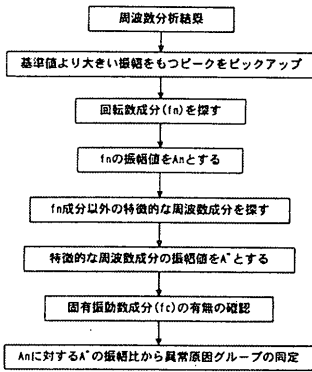 周波数分析結果
基準値より大きい振幅をもつピークをピックアップ
回転数成分(fn)を探す
fnの振幅値をAnとする
fn成分以外の特徴的な周波数成分を探す
特徴的な周波数成分の振幅値をA*とする
固有振動数成分(fc)の有無の確認
Anに対するA*の振幅比から異常原因グループの同定